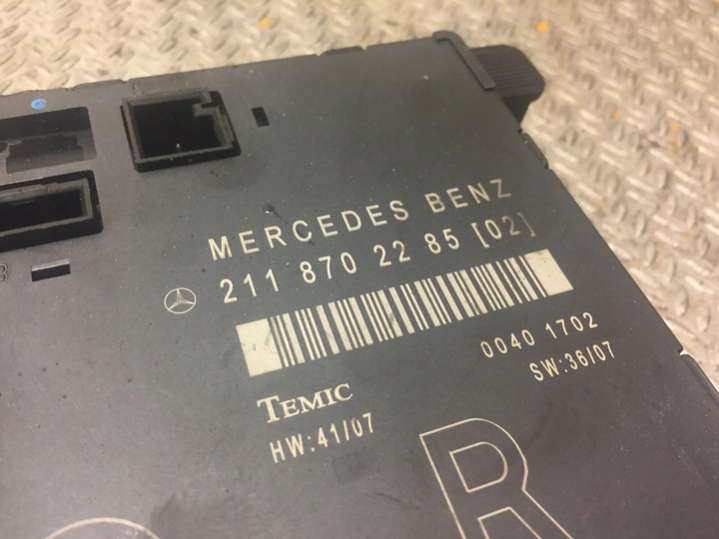 MERCEDES BENZ
211 870 22 85 [02]
0040 1702
SW:36/07
TEMIC
HW:41/07
R